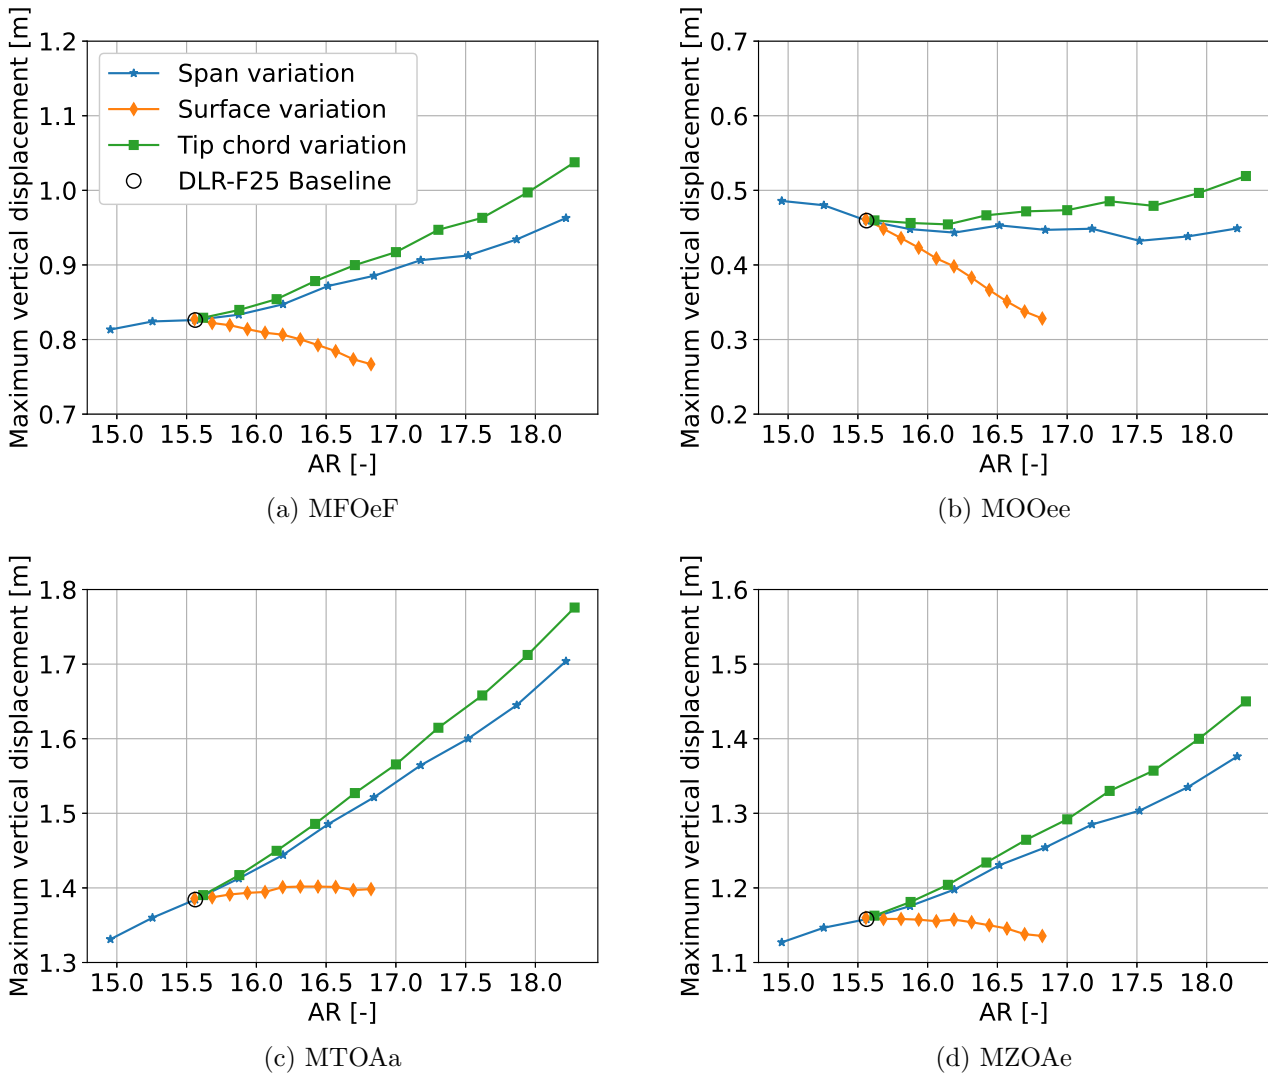 Maximum vertical displacement [m]
1.2
1.1
1.0
0.9
0.8
0.7
Span variation
Surface variation
Tip chord variation
DLR-F25 Baseline
15.0 15.5 16.0 16.5 17.0 17.5 18.0
AR [-]
(a) MFOeF
Maximum vertical displacement [m]
0.7
0.6
0.5
0.4
0.3
0.2
15.0 15.5 16.0 16.5 17.0 17.5 18.0
AR [-]
(b) MOOee
Maximum vertical displacement [m]
1.8
1.7
1.6
1.5
1.4
1.3
15.0 15.5 16.0 16.5 17.0 17.5 18.0
AR [-]
(c) MTOAa
Maximum vertical displacement [m]
1.6
1.5
1.4
1.3
1.2
1.1
15.0 15.5 16.0 16.5 17.0 17.5 18.0
AR [-]
(d) MZOAe